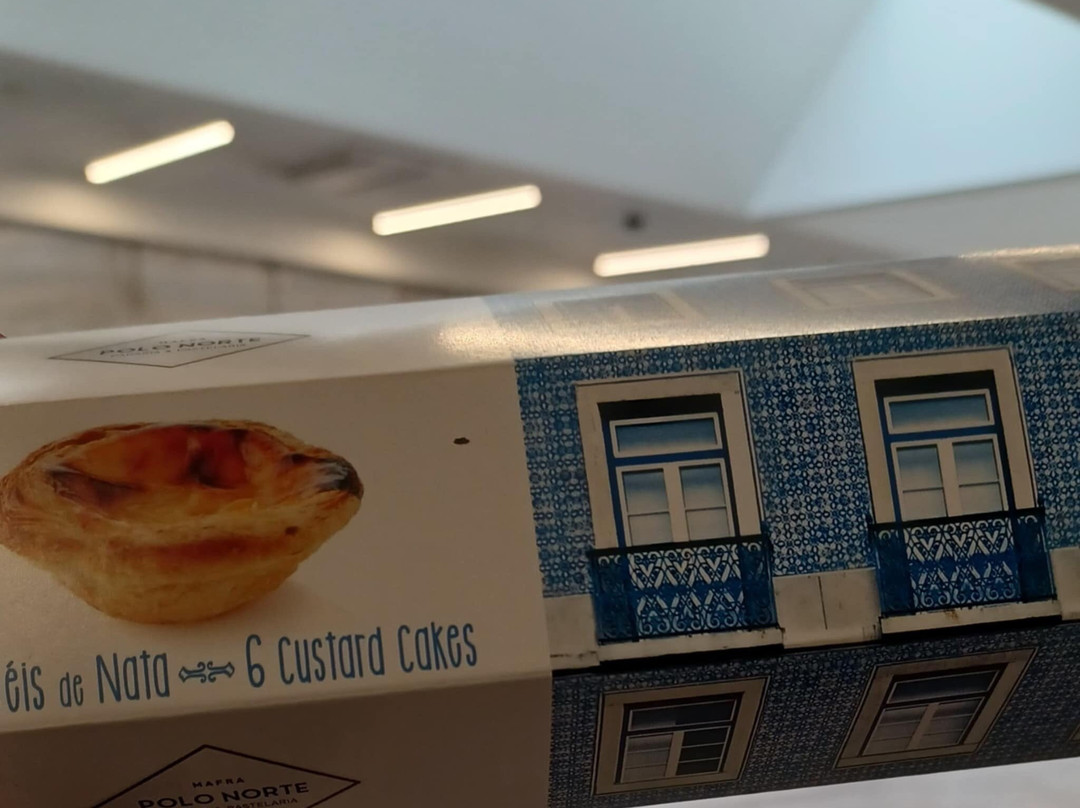 POLO NORTE
éis de Nata 6 Custard Cakes
MAFRA
POLO NORTE
PASTELARIA